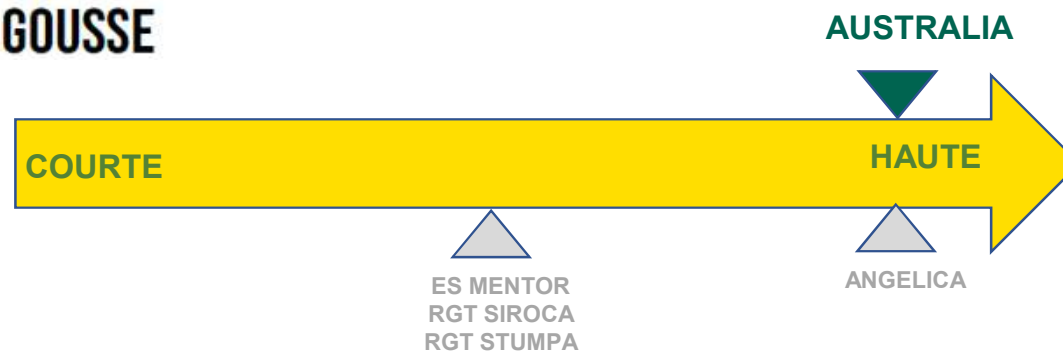 GOUSSE
AUSTRALIA
COURTE
HAUTE
ES MENTOR
RGT SIROCA
RGT STUMPA
ANGELICA